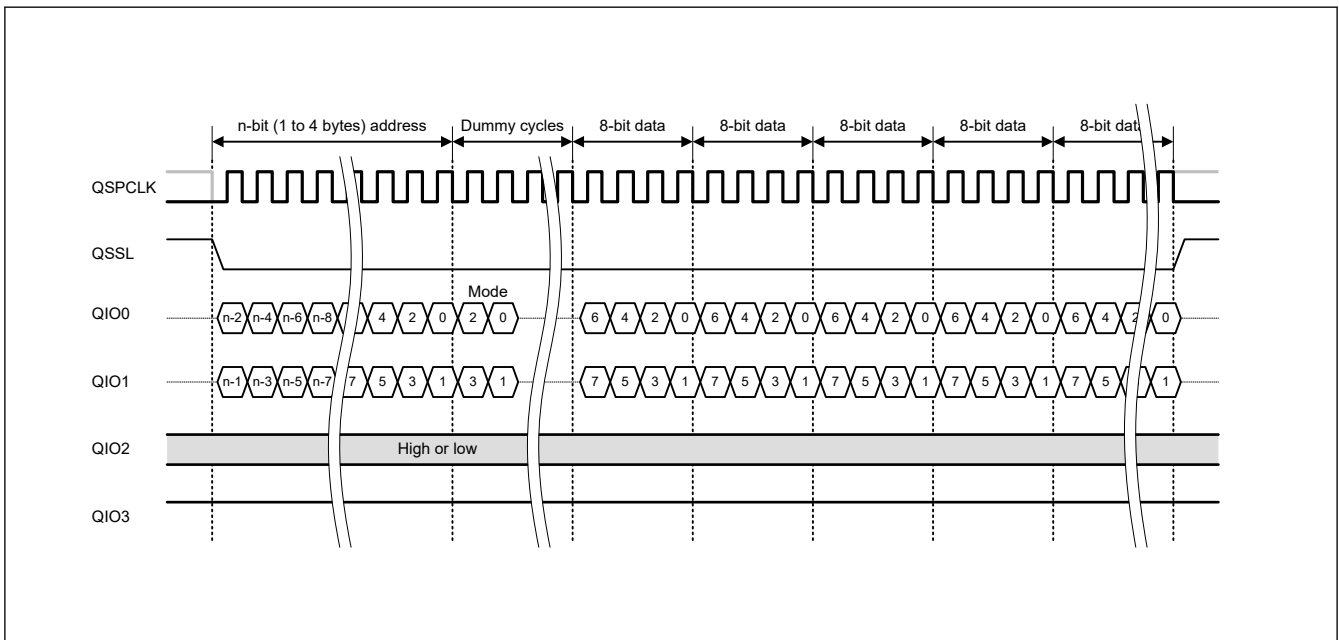 n-bit (1 to 4 bytes) address Dummy cycles 8-bit data 8-bit data 8-bit data 8-bit data 8-bit data
QSPCLK
QSSL
Mode
QIO0 n-2 n-4 n-6 n-8 4 2 0 2 0 6 4 2 0 6 4 2 0 6 4 2 0 6 4 2 0 6 4 2 0
QIO1 n-1 n-3 n-5 n-7 7 5 3 1 3 1 7 5 3 1 7 5 3 1 7 5 3 1 7 5 3 1 7 5 1
QIO2 High or low
QIO3